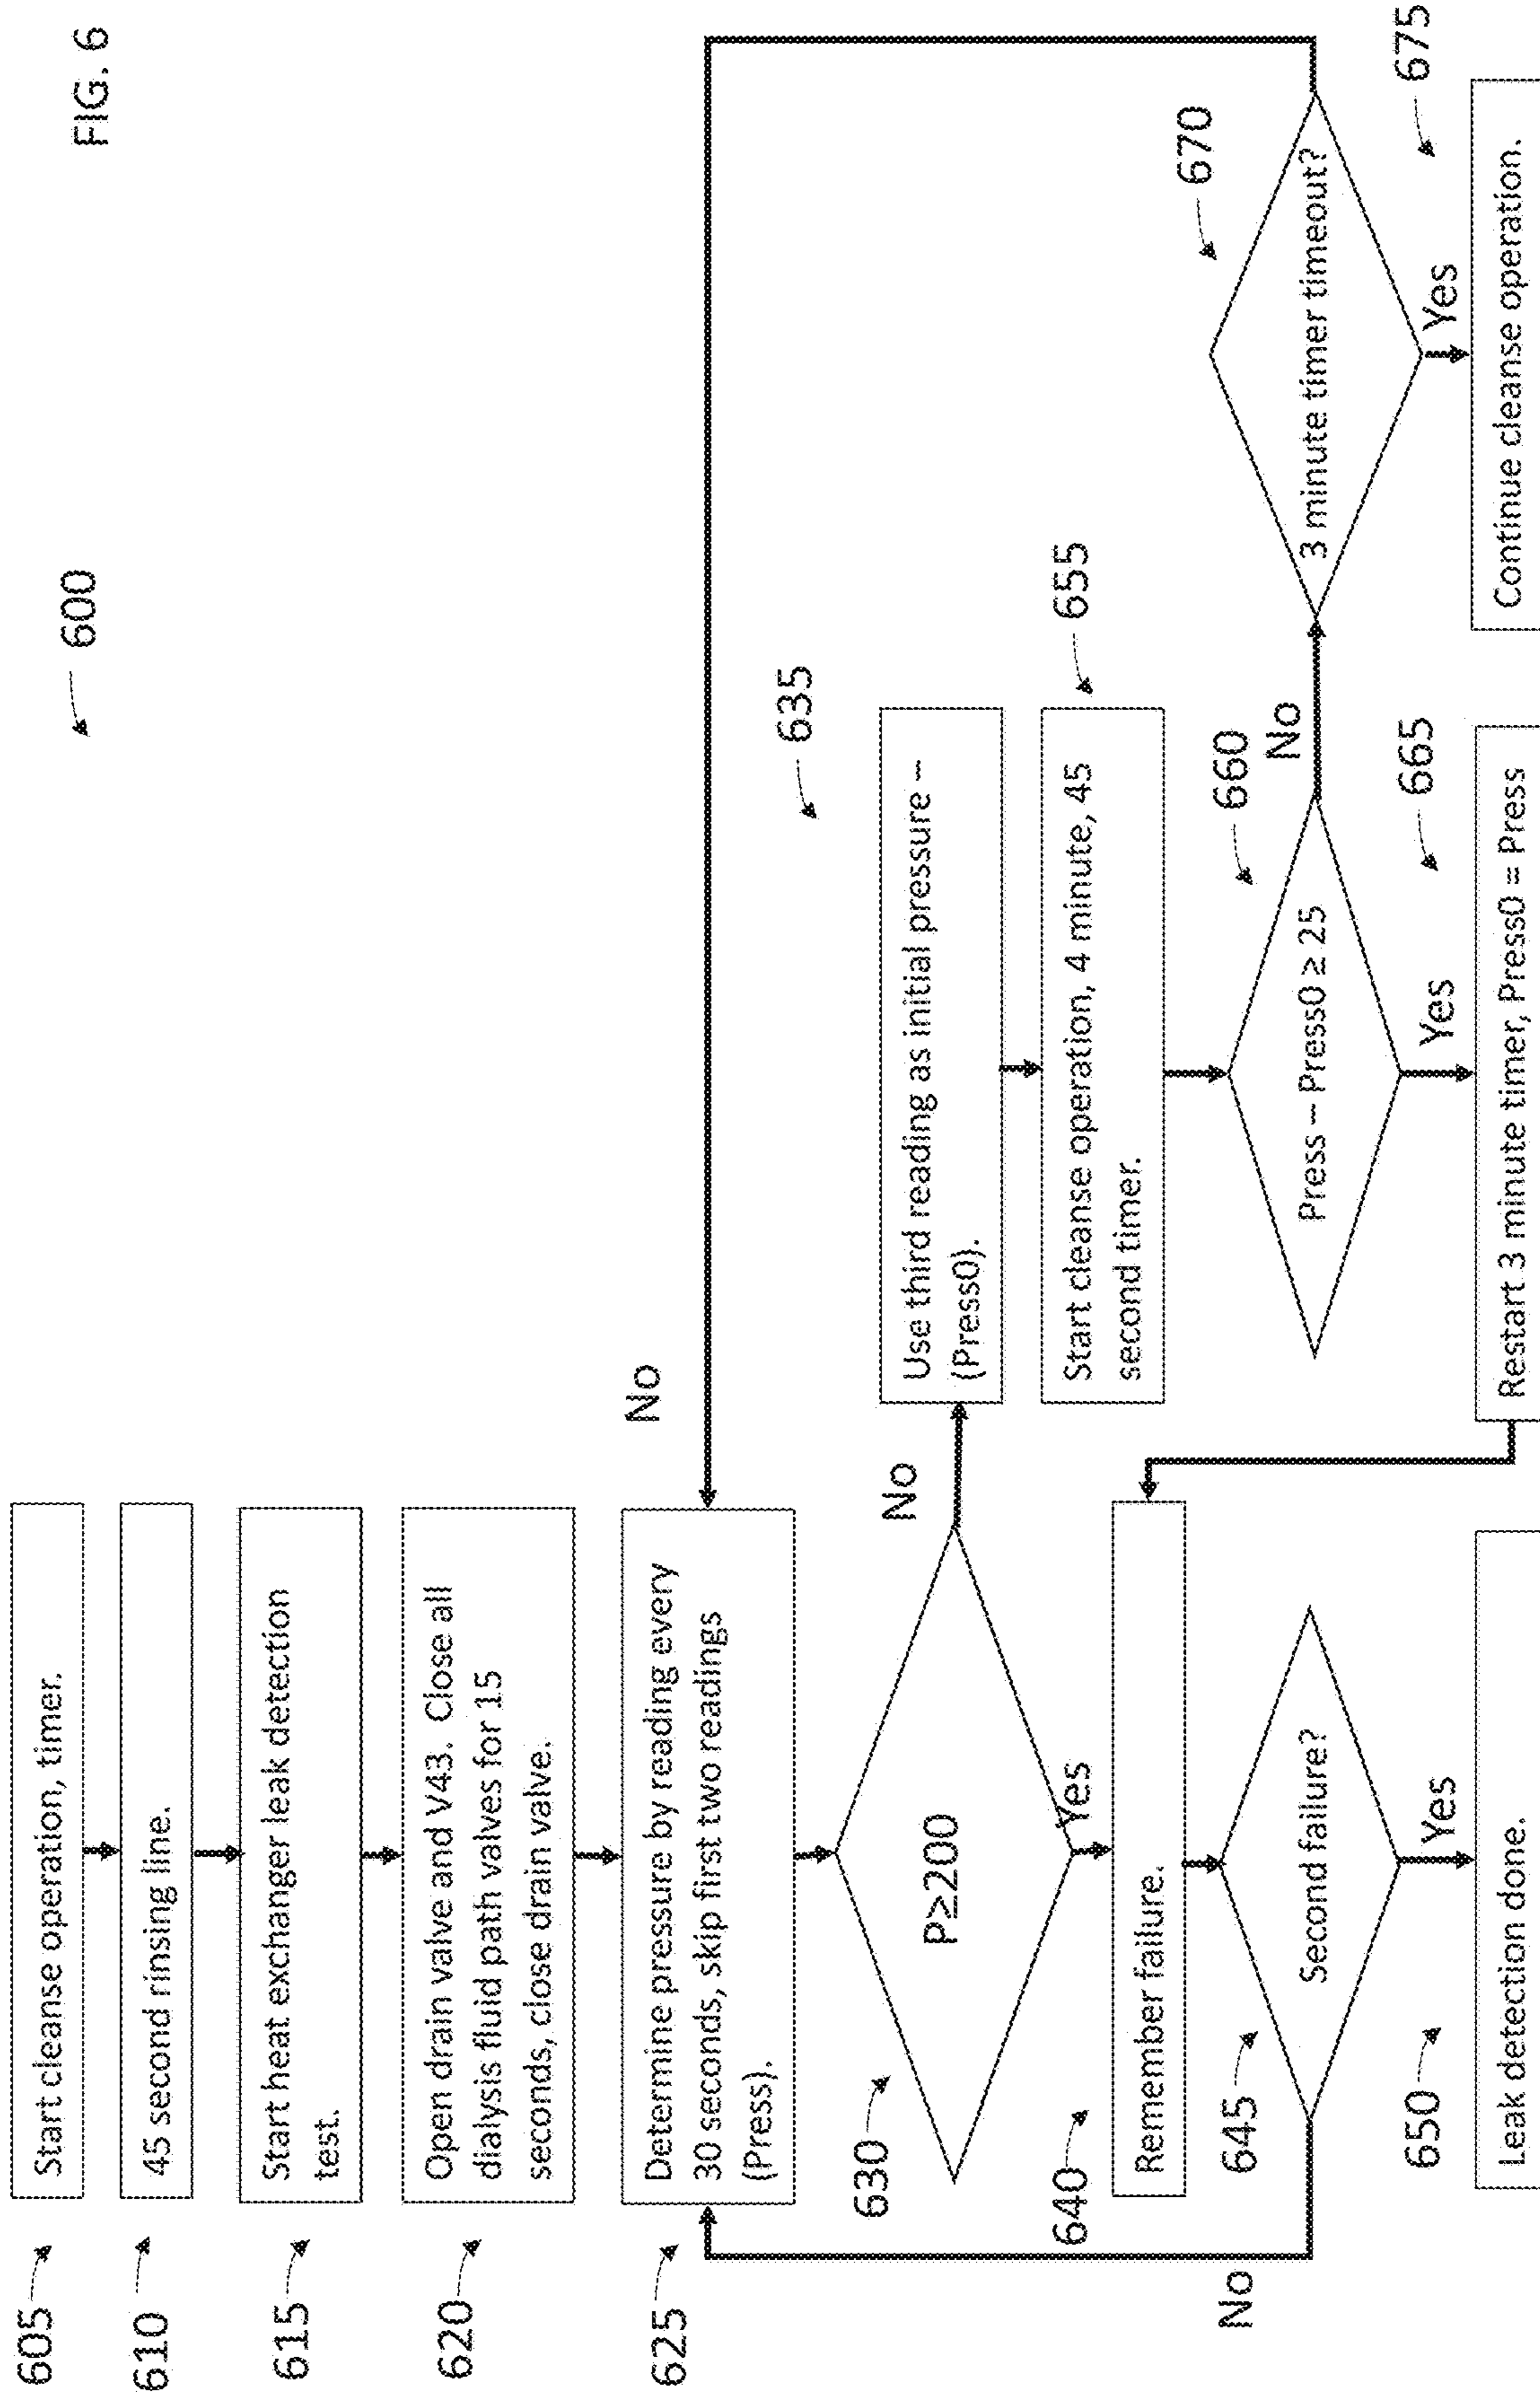 FIG. 6
600
605
Start cleanse operation, timer.
610
45 second rinsing line.
615
Start heat exchanger leak detection
test.
620
Open drain valve and V43. Close all
dialysis fluid path valves for 15
seconds, close drain valve.
625
Determine pressure by reading every
30 seconds, skip first two readings
(Press).
No
630
P≥200
No
Yes
635
Use third reading as initial pressure –
(Press0).
640
Remember failure.
655
Start cleanse operation, 4 minute, 45
second timer.
645
Second failure?
No
Yes
660
Press – Press0 ≥ 25
No
Yes
670
3 minute timer timeout?
Yes
650
Leak detection done.
665
Restart 3 minute timer, Press0 = Press
675
Continue cleanse operation.